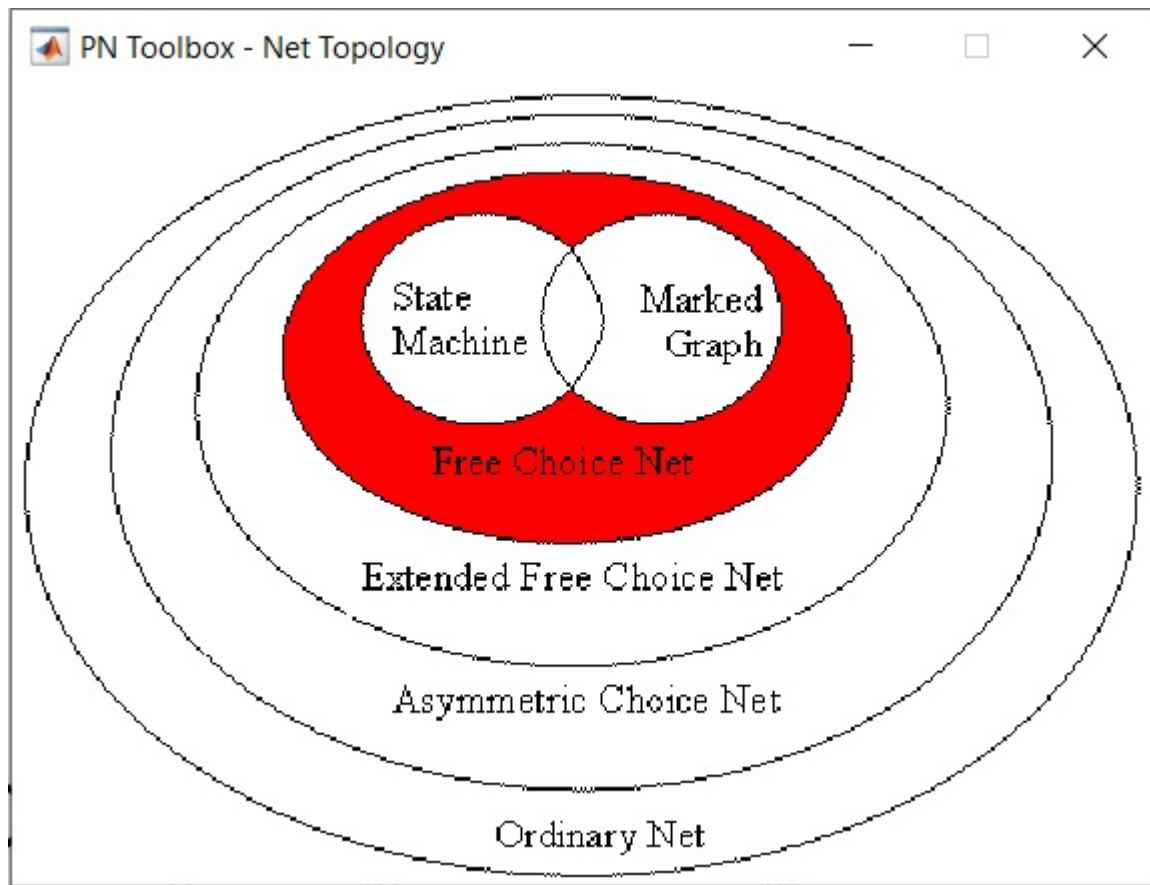 PN Toolbox - Net Topology
State
Machine
Marked
Graph
Free Choice Net
Extended Free Choice Net
Asymmetric Choice Net
Ordinary Net